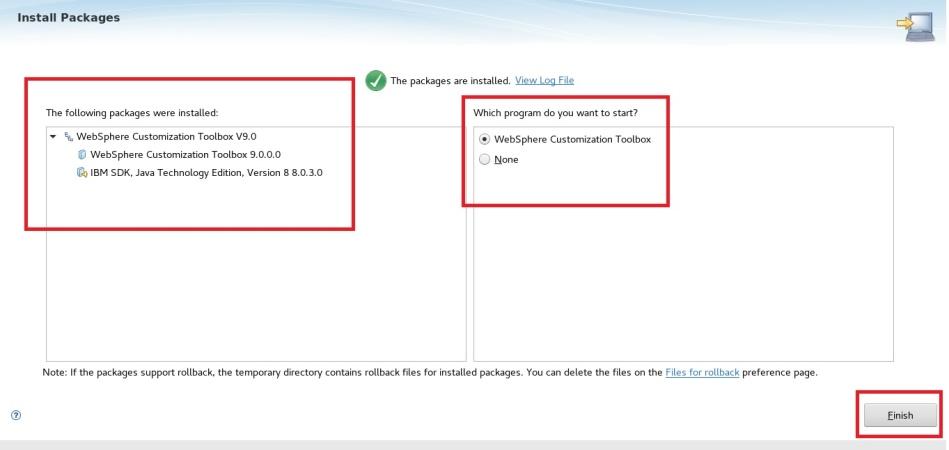 Install Packages
The packages are installed. View Log File
The following packages were installed:
WebSphere Customization Toolbox V9.0
WebSphere Customization Toolbox 9.0.0.0
IBM SDK, Java Technology Edition, Version 8 8.0.3.0
Which program do you want to start?
WebSphere Customization Toolbox
None
Note: If the packages support rollback, the temporary directory contains rollback files for installed packages. You can delete the files on the Files for rollback preference page.
?
Finish